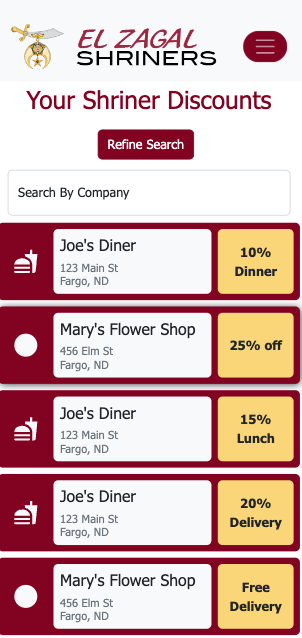 EL ZAGAL
SHRINERS
Your Shriner Discounts
Refine Search
Search By Company
Joe's Diner
123 Main St
Fargo, ND
10%
Dinner
Mary's Flower Shop
456 Elm St
Fargo, ND
25% off
Joe's Diner
123 Main St
Fargo, ND
15%
Lunch
Joe's Diner
123 Main St
Fargo, ND
20%
Delivery
Mary's Flower Shop
456 Elm St
Fargo, ND
Free
Delivery